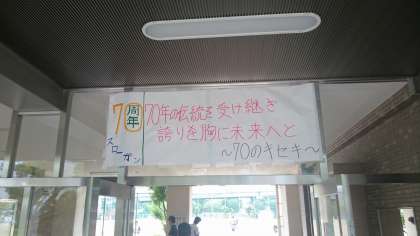 70周年
スローガン
70年の伝統を受け継ぎ
誇りを胸に未来へと
～70のキセキ～